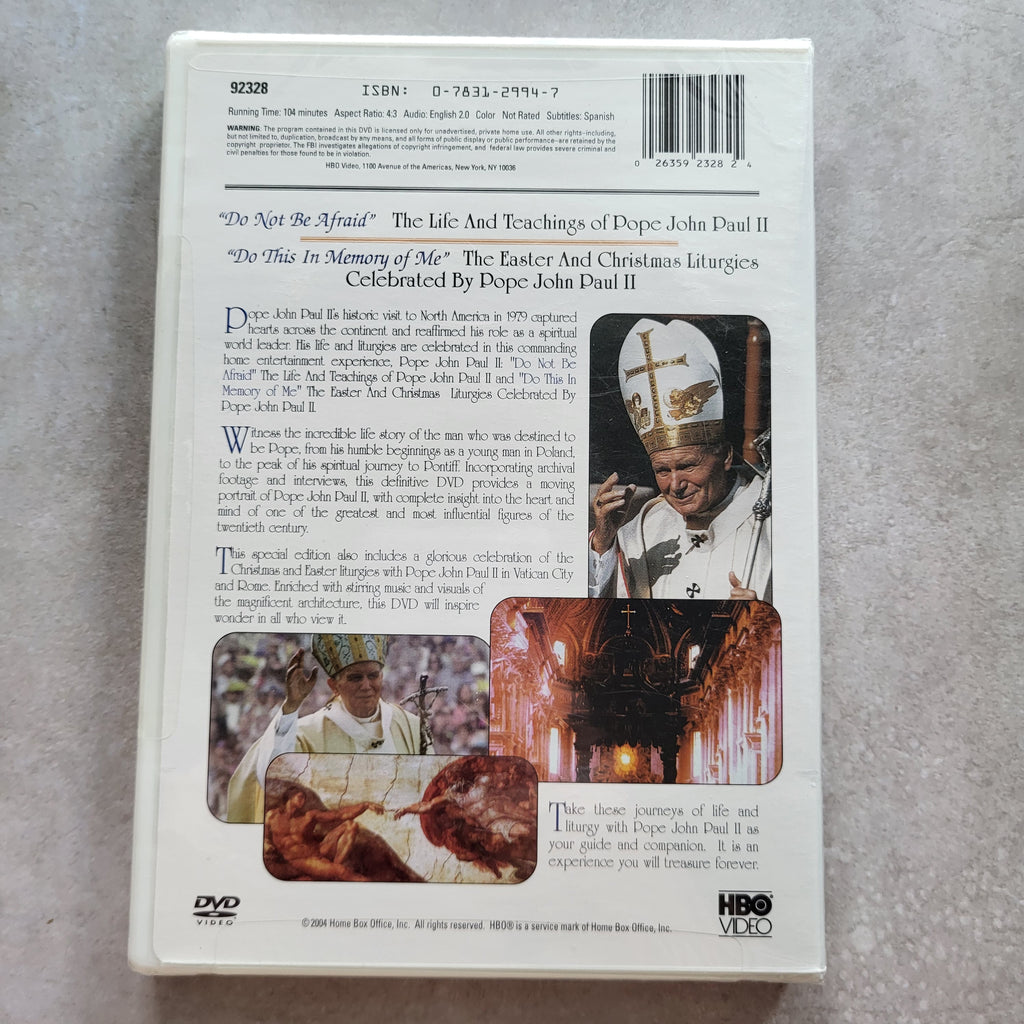 92328
ISBN: 0-7831-2994-7
Running Time: 104 minutes Aspect Ratio: 4:3 Audio: English 2.0 Color Not Rated Subtitles: Spanish
WARNING: The program contained in this DVD is licensed only for unadvertised, private home use. All other rights–including,
but not limited to, duplication, broadcast by any means, and all forms of public display or public performance–are retained by the
copyright proprietor. The FBI investigates allegations of copyright infringement, and federal law provides severe criminal and
civil penalties for those found to be in violation.
HBO Video, 1100 Avenue of the Americas, New York, NY 10036
0 26359 2328 2 4
“Do Not Be Afraid” The Life And Teachings of Pope John Paul II
“Do This In Memory of Me” The Easter And Christmas Liturgies
Celebrated By Pope John Paul II
Pope John Paul II's historic visit to North America in 1979 captured
hearts across the continent and reaffirmed his role as a spiritual
world leader. His life and liturgies are celebrated in this commanding
home entertainment experience, Pope John Paul II: "Do Not Be
Afraid" The Life And Teachings of Pope John Paul II and "Do This In
Memory of Me" The Easter And Christmas Liturgies Celebrated By
Pope John Paul II.
Witness the incredible life story of the man who was destined to
be Pope, from his humble beginnings as a young man in Poland,
to the peak of his spiritual journey to Pontiff. Incorporating archival
footage and interviews, this definitive DVD provides a moving
portrait of Pope John Paul II, with complete insight into the heart and
mind of one of the greatest and most influential figures of the
twentieth century.
This special edition also includes a glorious celebration of the
Christmas and Easter liturgies with Pope John Paul II in Vatican City
and Rome. Enriched with stirring music and visuals of
the magnificent architecture, this DVD will inspire
wonder in all who view it.
Take these journeys of life and
liturgy with Pope John Paul II as
your guide and companion. It is an
experience you will treasure forever.
DVD
VIDEO
©2004 Home Box Office, Inc. All rights reserved. HBO® is a service mark of Home Box Office, Inc.
HBO
VIDEO